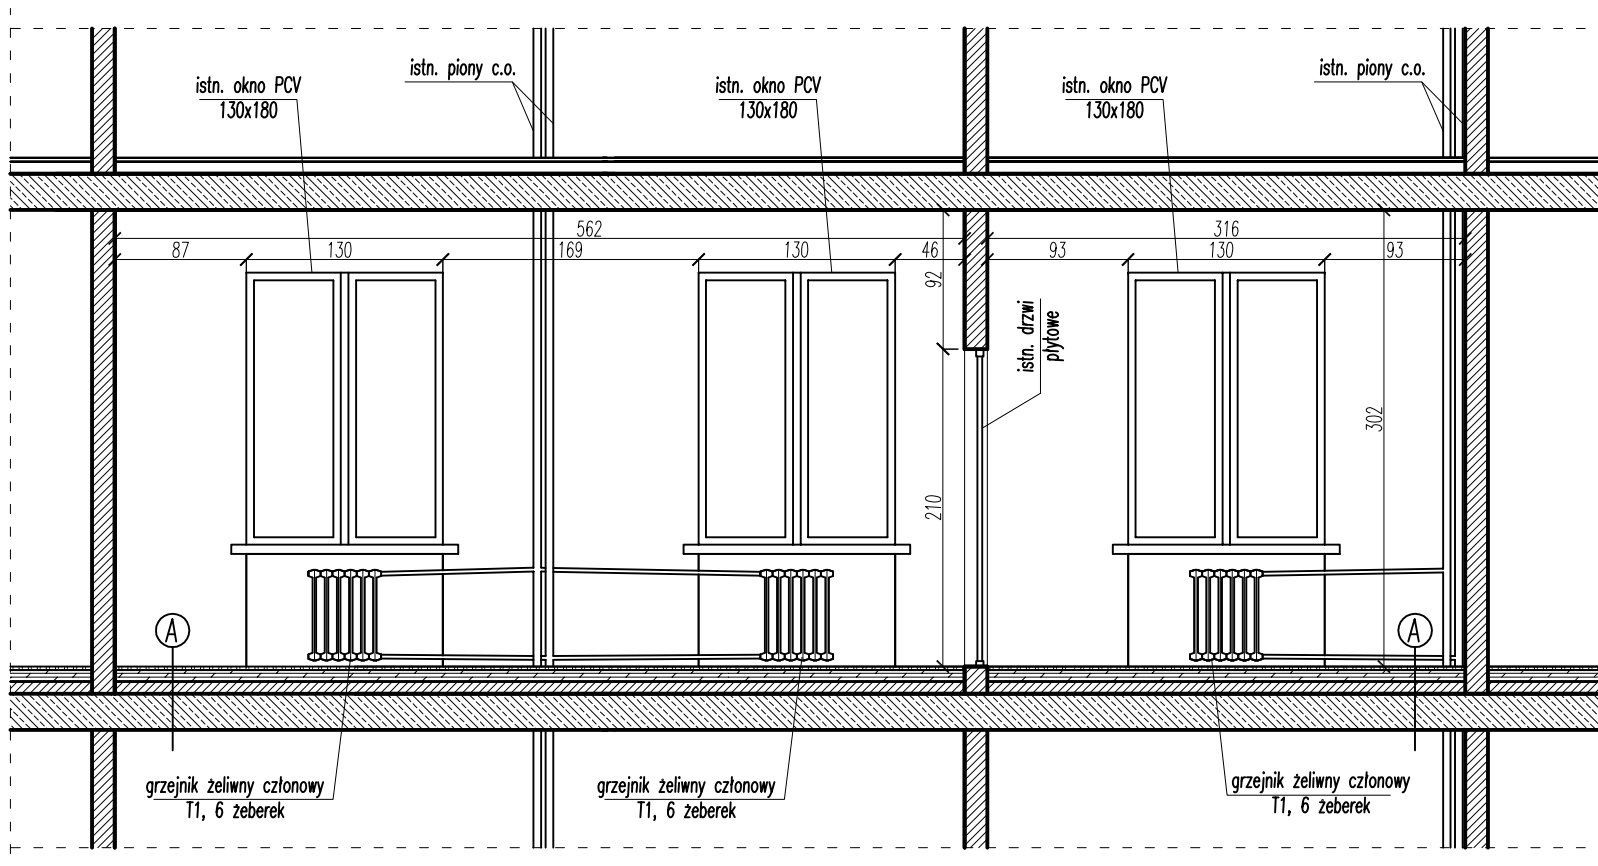 istn. piony c.o.
istn. piony c.o.
istn. okno PCV
130x180
istn. okno PCV
130x180
istn. okno PCV
130x180
562
316
87
130
169
130
46
93
130
93
92
istn. drzwi
płytowe
302
210
A
A
grzejnik żeliwny członowy
T1, 6 żeberek
grzejnik żeliwny członowy
T1, 6 żeberek
grzejnik żeliwny członowy
T1, 6 żeberek